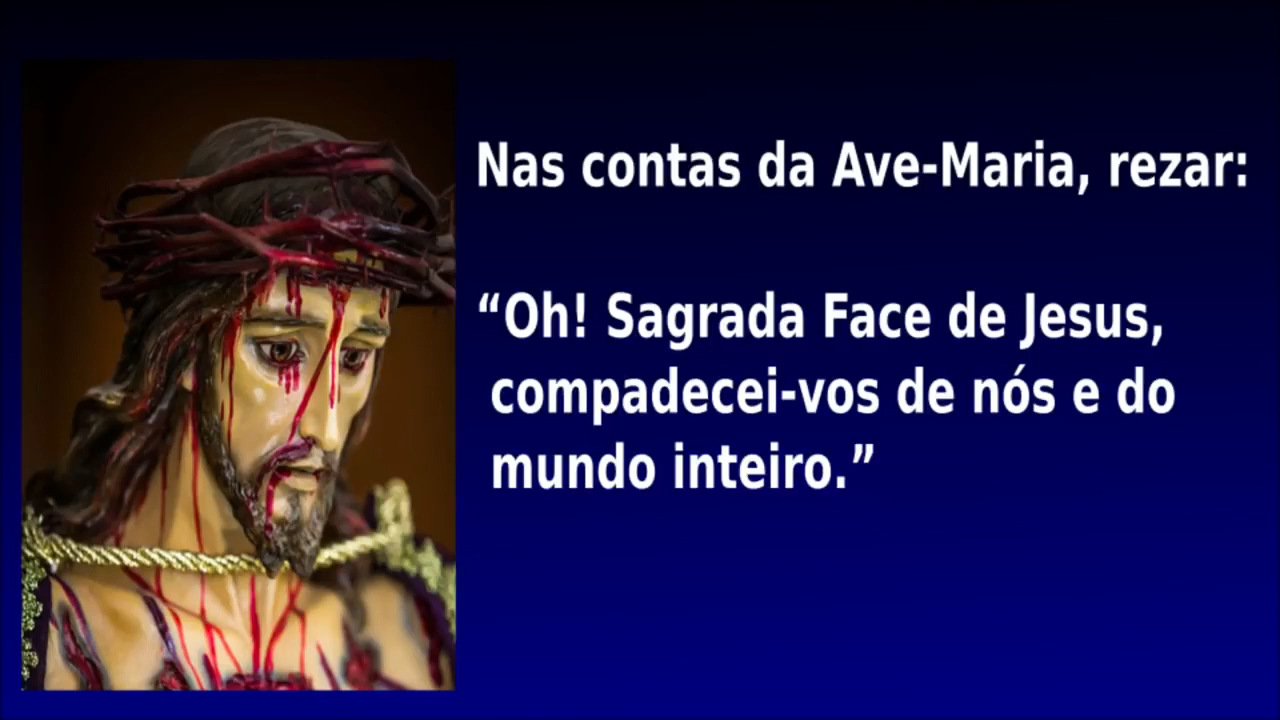 Nas contas da Ave-Maria, rezar:
“Oh! Sagrada Face de Jesus,
compadecei-vos de nós e do
mundo inteiro.”